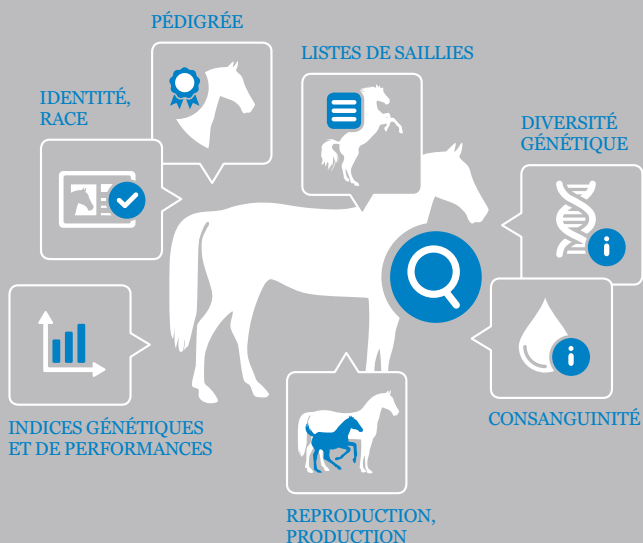 PÉDIGRÉE
LISTES DE SAILLIES
IDENTITÉ,
RACE
DIVERSITÉ
GÉNÉTIQUE
INDICES GÉNÉTIQUES
ET DE PERFORMANCES
CONSANGUINITÉ
REPRODUCTION,
PRODUCTION